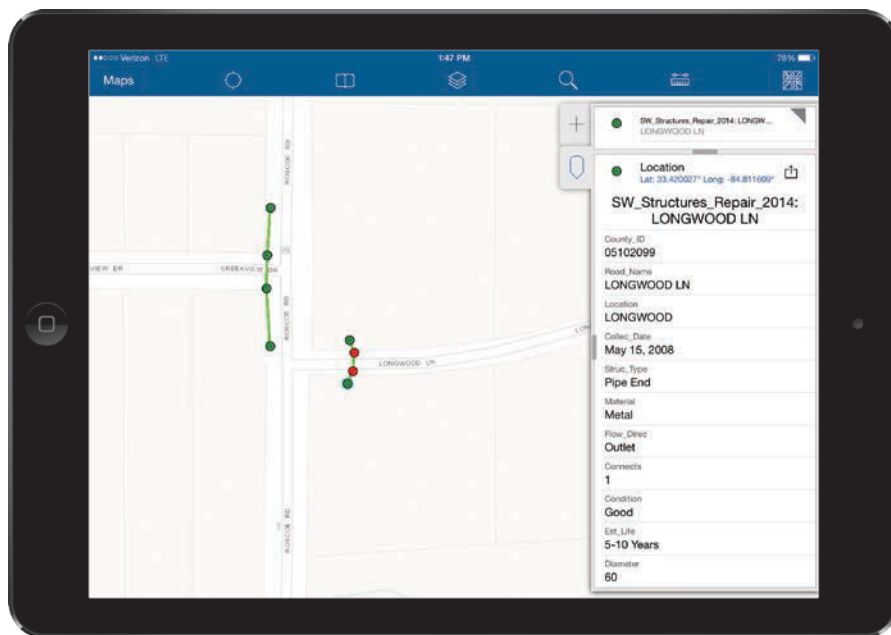 Verizon LTE
1:47 PM
78%
Maps
SW_Structures_Repair_2014: LONGW...
LONGWOOD LN
Location
Lat: 33.420027° Long: -84.811609°
SW_Structures_Repair_2014:
LONGWOOD LN
County_ID
05102099
Road_Name
LONGWOOD LN
Location
LONGWOOD
Collec_Date
May 15, 2008
Struc_Type
Pipe End
Material
Metal
Flow_Direc
Outlet
Connects
1
Condition
Good
Est_Life
5-10 Years
Diameter
60
ROSCOE RD
VIEW DR
CREEKVIEW DR
ROSCOE RD
LONGWOOD LN
LON
ROSCOE RD